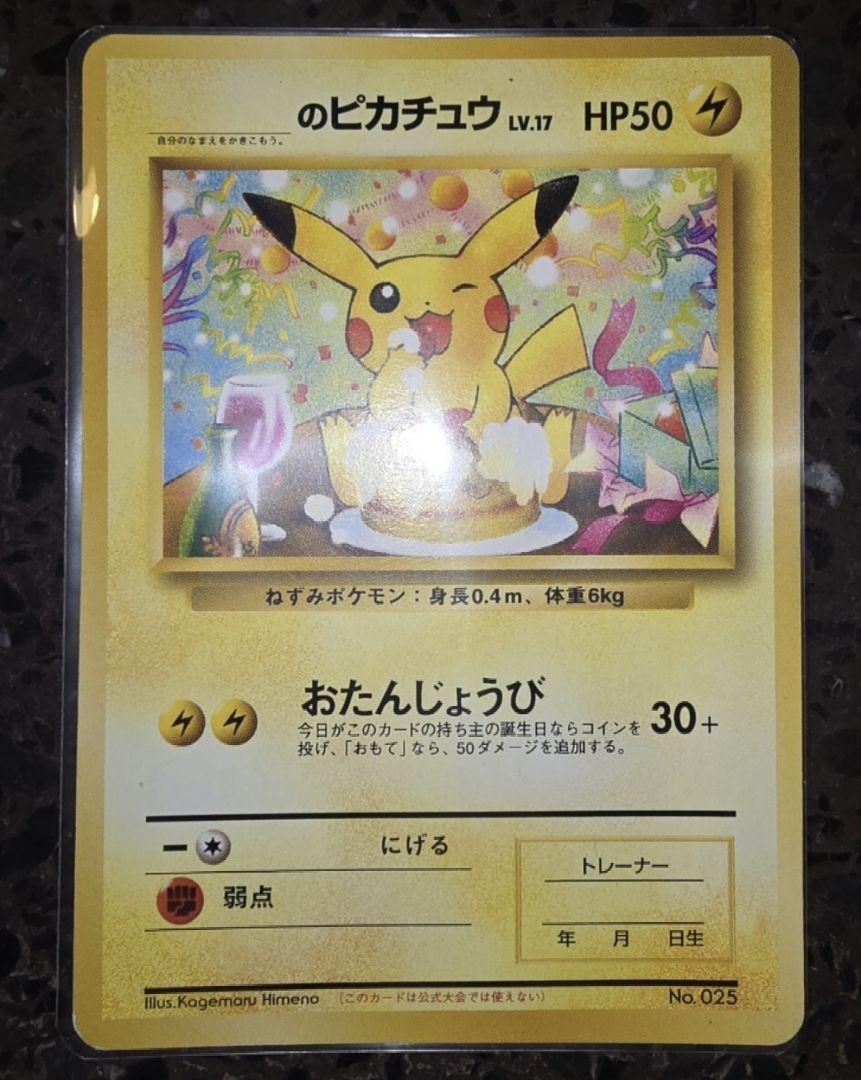 のピカチュウ LV.17 HP50
自分のなまえをかきこもう。
ねずみポケモン：身長0.4m、体重6kg
おたんじょうび
今日がこのカードの持ち主の誕生日ならコインを
投げ、「おもて」なら、50ダメージを追加する。
30+
にげる
弱点
トレーナー
年 月 日生
Illus.Kagemaru Himeno （このカードは公式大会では使えない） No. 025